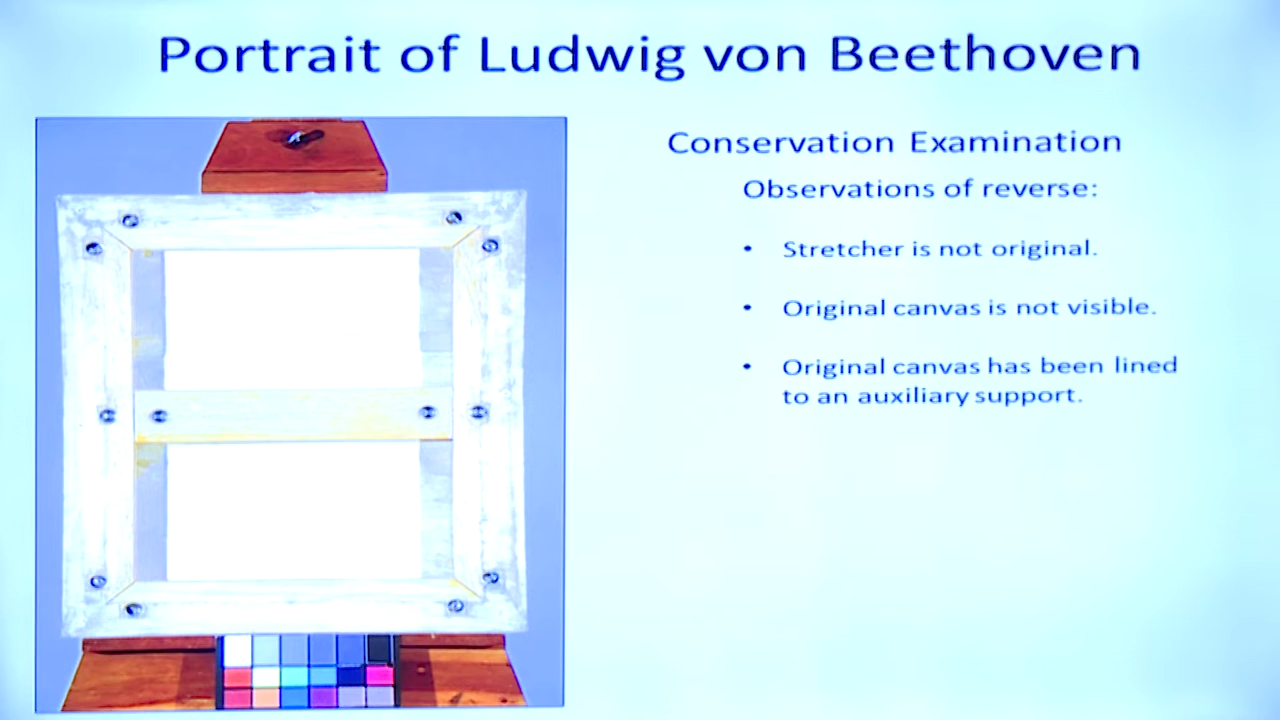 Portrait of Ludwig von Beethoven
Conservation Examination
Observations of reverse:
• Stretcher is not original.
• Original canvas is not visible.
• Original canvas has been lined
to an auxiliary support.